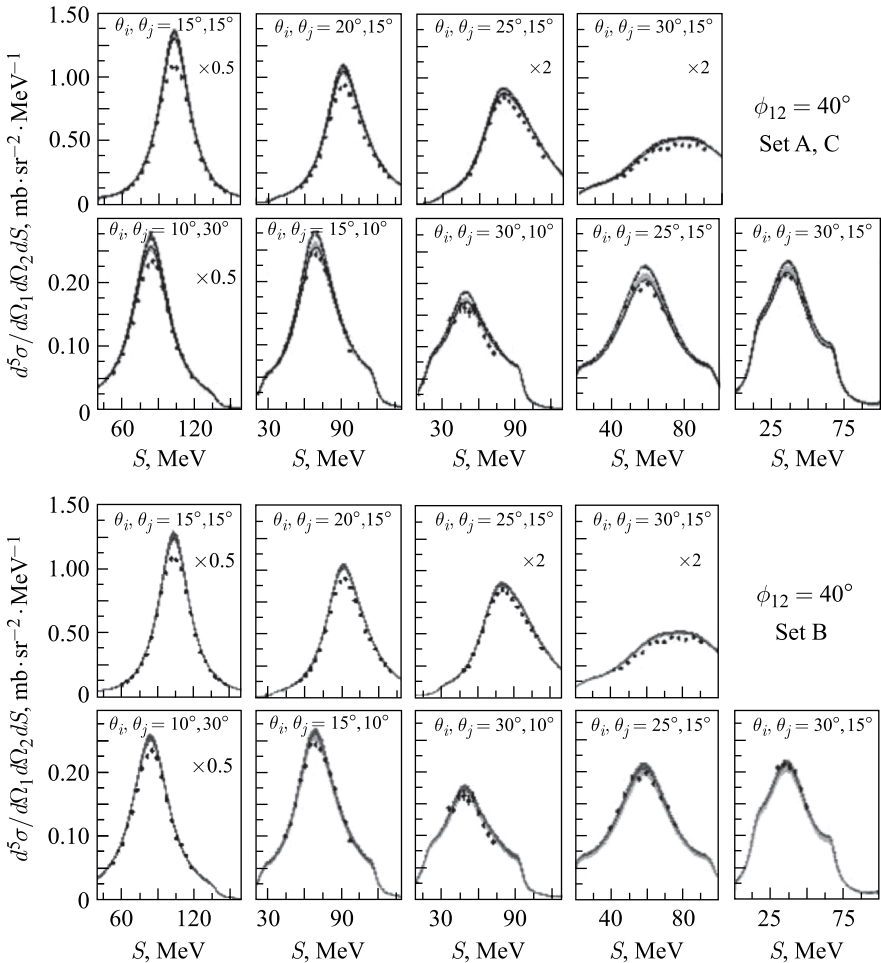 θi, θj = 15°,15°
×0.5
θi, θj = 20°,15°
θi, θj = 25°,15°
×2
θi, θj = 30°,15°
×2
ϕ12 = 40°
Set A, C
1.50
1.00
0.50
0
d⁵σ/dΩ1dΩ2dS, mb·sr⁻²·MeV⁻¹
θi, θj = 10°,30°
×0.5
θi, θj = 15°,10°
θi, θj = 30°,10°
θi, θj = 25°,15°
θi, θj = 30°,15°
0.20
0.10
0
60 120
30 90
30 90
40 80
25 75
S, MeV
S, MeV
S, MeV
S, MeV
S, MeV
θi, θj = 15°,15°
×0.5
θi, θj = 20°,15°
θi, θj = 25°,15°
×2
θi, θj = 30°,15°
×2
ϕ12 = 40°
Set B
1.50
1.00
0.50
0
d⁵σ/dΩ1dΩ2dS, mb·sr⁻²·MeV⁻¹
θi, θj = 10°,30°
×0.5
θi, θj = 15°,10°
θi, θj = 30°,10°
θi, θj = 25°,15°
θi, θj = 30°,15°
0.20
0.10
0
60 120
30 90
30 90
40 80
25 75
S, MeV
S, MeV
S, MeV
S, MeV
S, MeV